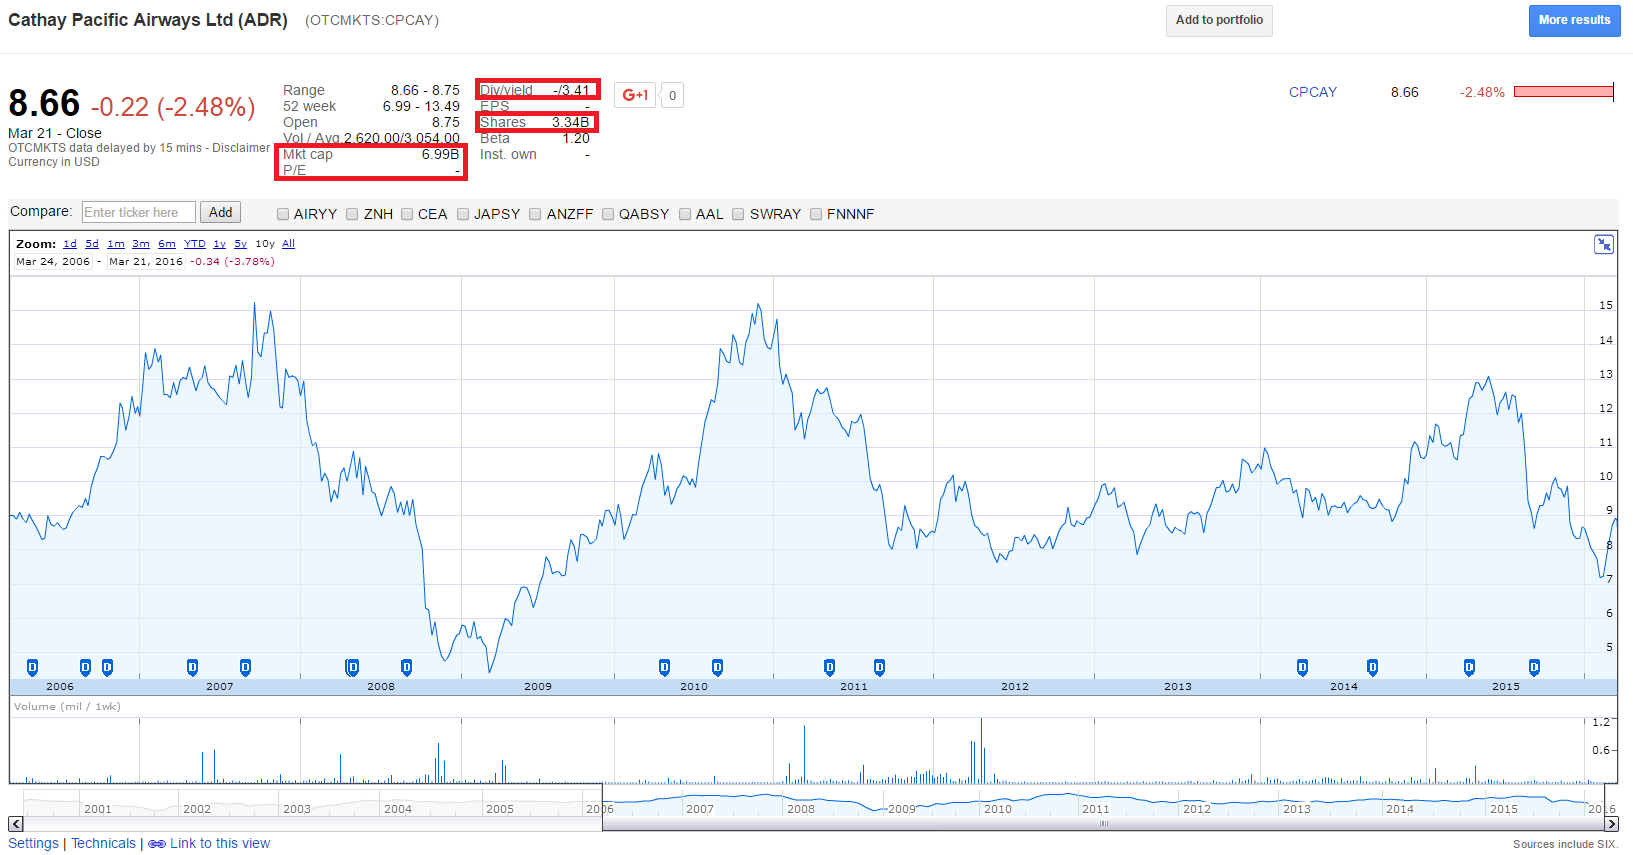 Cathay Pacific Airways Ltd (ADR) (OTCMKTS:CPCAY)
Add to portfolio
More results
8.66 -0.22 (-2.48%)
Mar 21 - Close
OTCMKTS data delayed by 15 mins - Disclaimer
Currency in USD
Range 8.66 - 8.75
52 week 6.99 - 13.49
Open 8.75
Vol / Avg. 2,620.00/3,054.00
Mkt cap 6.99B
P/E -
Div/yield -/3.41
EPS -
Shares 3.34B
Beta 1.20
Inst. own -
G+1 0
CPCAY 8.66 -2.48%
Compare: Enter ticker here Add AIRYY ZNH CEA JAPSY ANZFF QABSY AAL SWRAY FNNNF
Zoom: 1d 5d 1m 3m 6m YTD 1y 5y 10y All
Mar 24, 2006 - Mar 21, 2016 -0.34 (-3.78%)
15
14
13
12
11
10
9
8
7
6
5
D D D D D D D D D D D D D D D D
2006 2007 2008 2009 2010 2011 2012 2013 2014 2015
Volume (mil / 1wk)
1.2
0.6
2001 2002 2003 2004 2005 2006 2007 2008 2009 2010 2011 2012 2013 2014 2015 2016
Settings | Technicals | Link to this view
Sources include SIX.